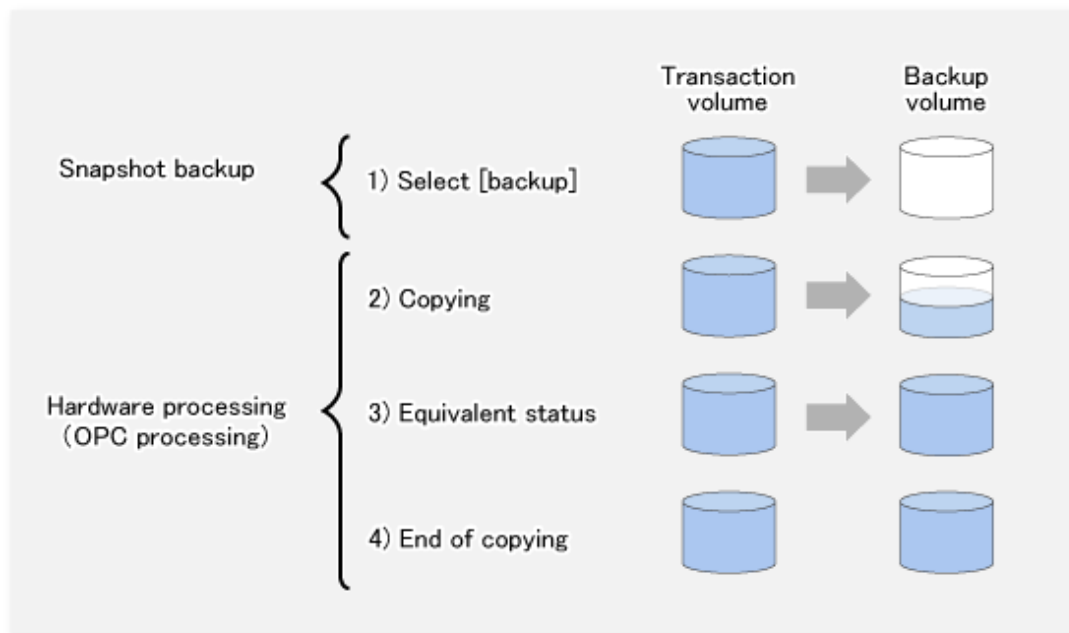 Transaction
volume
Backup
volume
Snapshot backup
1) Select [backup]
2) Copying
Hardware processing
(OPC processing)
3) Equivalent status
4) End of copying